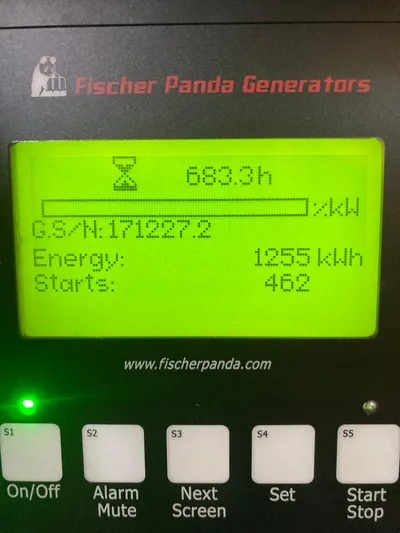 Fischer Panda Generators
683.3h
%kW
G.S/N:171227.2
Energy: 1255 kWh
Starts: 462
www.fischerpanda.com
S1 S2 S3 S4 S5
On/Off Alarm Mute Next Screen Set Start Stop